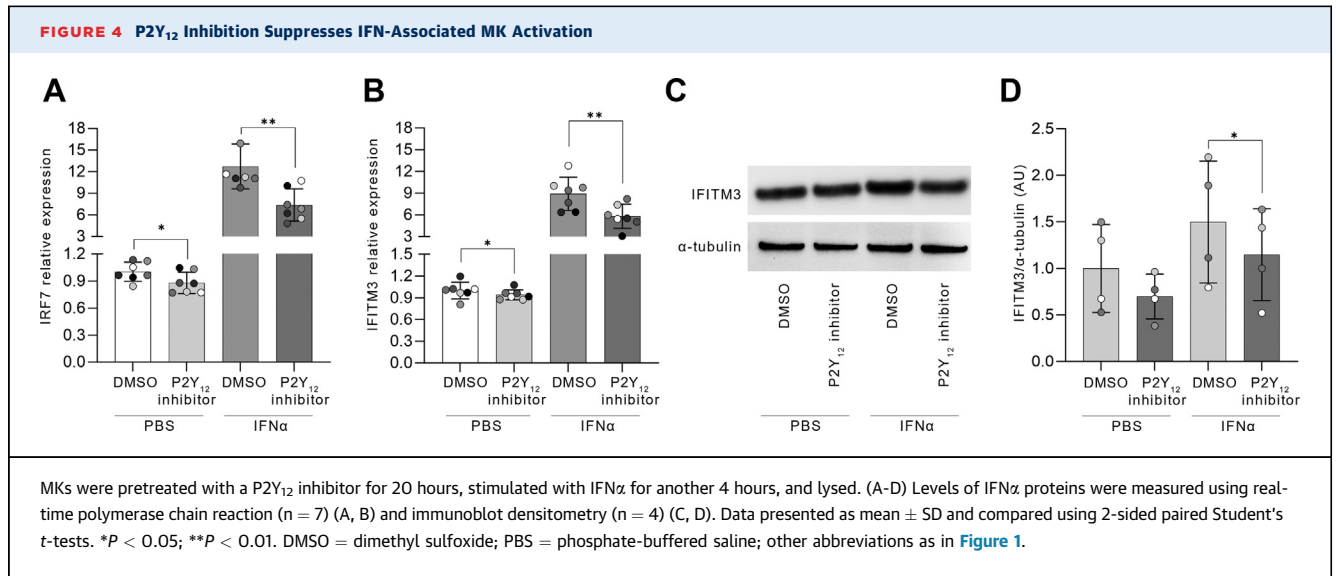 FIGURE 4 P2Y₁₂ Inhibition Suppresses IFN-Associated MK Activation
A
IRF7 relative expression
18
15
12
9
6
3
1.2
0.9
0.6
0.3
0.0
*
**
DMSO
P2Y₁₂ inhibitor
DMSO
P2Y₁₂ inhibitor
PBS
IFNα
B
IFITM3 relative expression
18
15
12
9
6
3
1.5
1.2
0.9
0.6
0.3
0.0
*
**
DMSO
P2Y₁₂ inhibitor
DMSO
P2Y₁₂ inhibitor
PBS
IFNα
C
IFITM3
α-tubulin
DMSO
P2Y₁₂ inhibitor
DMSO
P2Y₁₂ inhibitor
PBS
IFNα
D
IFITM3/α-tubulin (AU)
2.5
2.0
1.5
1.0
0.5
0.0
*
DMSO
P2Y₁₂ inhibitor
DMSO
P2Y₁₂ inhibitor
PBS
IFNα
MKs were pretreated with a P2Y₁₂ inhibitor for 20 hours, stimulated with IFNα for another 4 hours, and lysed. (A-D) Levels of IFNα proteins were measured using real-
time polymerase chain reaction (n = 7) (A, B) and immunoblot densitometry (n = 4) (C, D). Data presented as mean ± SD and compared using 2-sided paired Student's
t-tests. *P < 0.05; **P < 0.01. DMSO = dimethyl sulfoxide; PBS = phosphate-buffered saline; other abbreviations as in Figure 1.